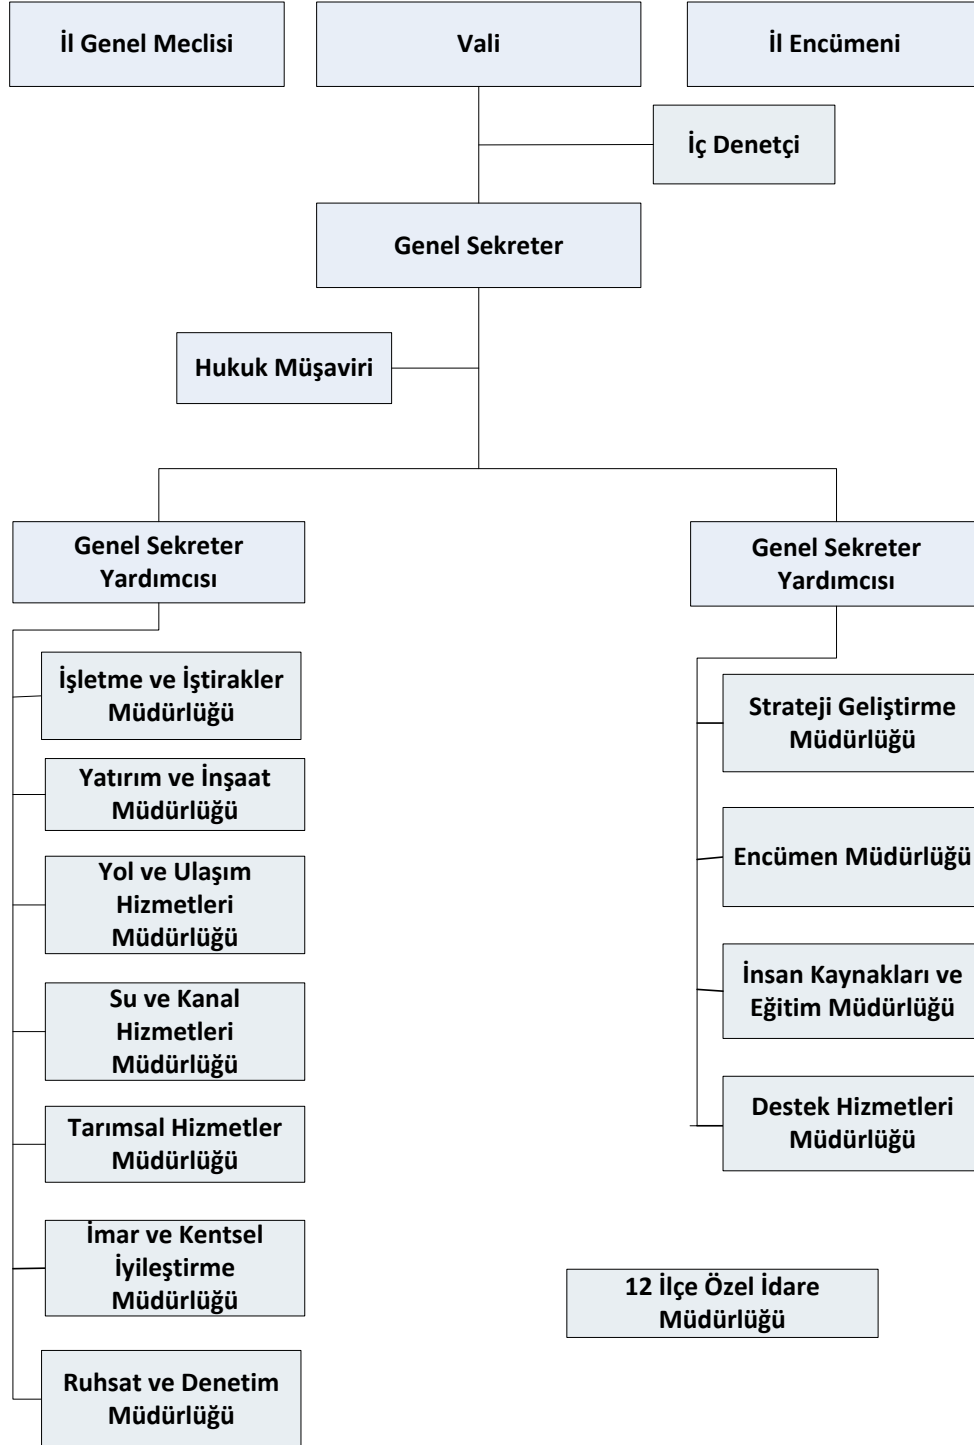 İl Genel Meclisi
Vali
İl Encümeni
İç Denetçi
Genel Sekreter
Hukuk Müşaviri
Genel Sekreter
Yardımcısı
Genel Sekreter
Yardımcısı
İşletme ve İştirakler
Müdürlüğü
Yatırım ve İnşaat
Müdürlüğü
Yol ve Ulaşım
Hizmetleri
Müdürlüğü
Su ve Kanal
Hizmetleri
Müdürlüğü
Tarımsal Hizmetler
Müdürlüğü
İmar ve Kentsel
İyileştirme
Müdürlüğü
Ruhsat ve Denetim
Müdürlüğü
Strateji Geliştirme
Müdürlüğü
Encümen Müdürlüğü
İnsan Kaynakları ve
Eğitim Müdürlüğü
Destek Hizmetleri
Müdürlüğü
12 İlçe Özel İdare
Müdürlüğü